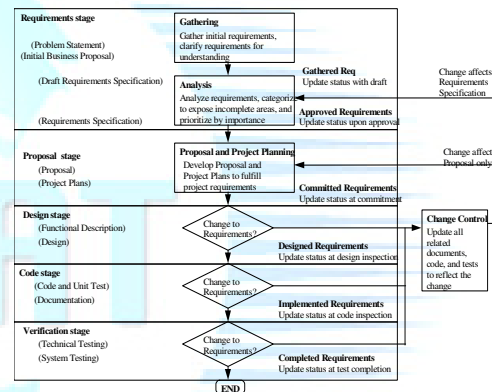 Requirements stage
(Problem Statement)
(Initial Business Proposal)
(Draft Requirements Specification)
(Requirements Specification)
Gathering
Gather initial requirements,
clarify requirements for
understanding
Gathered Req
Update status with draft
Analysis
Analyze requirements, categorize
to expose incomplete areas, and
prioritize by importance
Approved Requirements
Update status upon approval
Change affects
Requirements
Specification
Proposal stage
(Proposal)
(Project Plans)
Proposal and Project Planning
Develop Proposal and
Project Plans to fulfill
project requirements
Committed Requirements
Update status at commitment
Change affect
Proposal only
Design stage
(Functional Description)
(Design)
Change to
Requirements?
Designed Requirements
Update status at design inspection
Change Control
Update all
related
documents,
code, and tests
to reflect the
change
Code stage
(Code and Unit Test)
(Documentation)
Change to
Requirements?
Implemented Requirements
Update status at code inspection
Verification stage
(Technical Testing)
(System Testing)
Change to
Requirements?
Completed Requirements
Update status at test completion
END